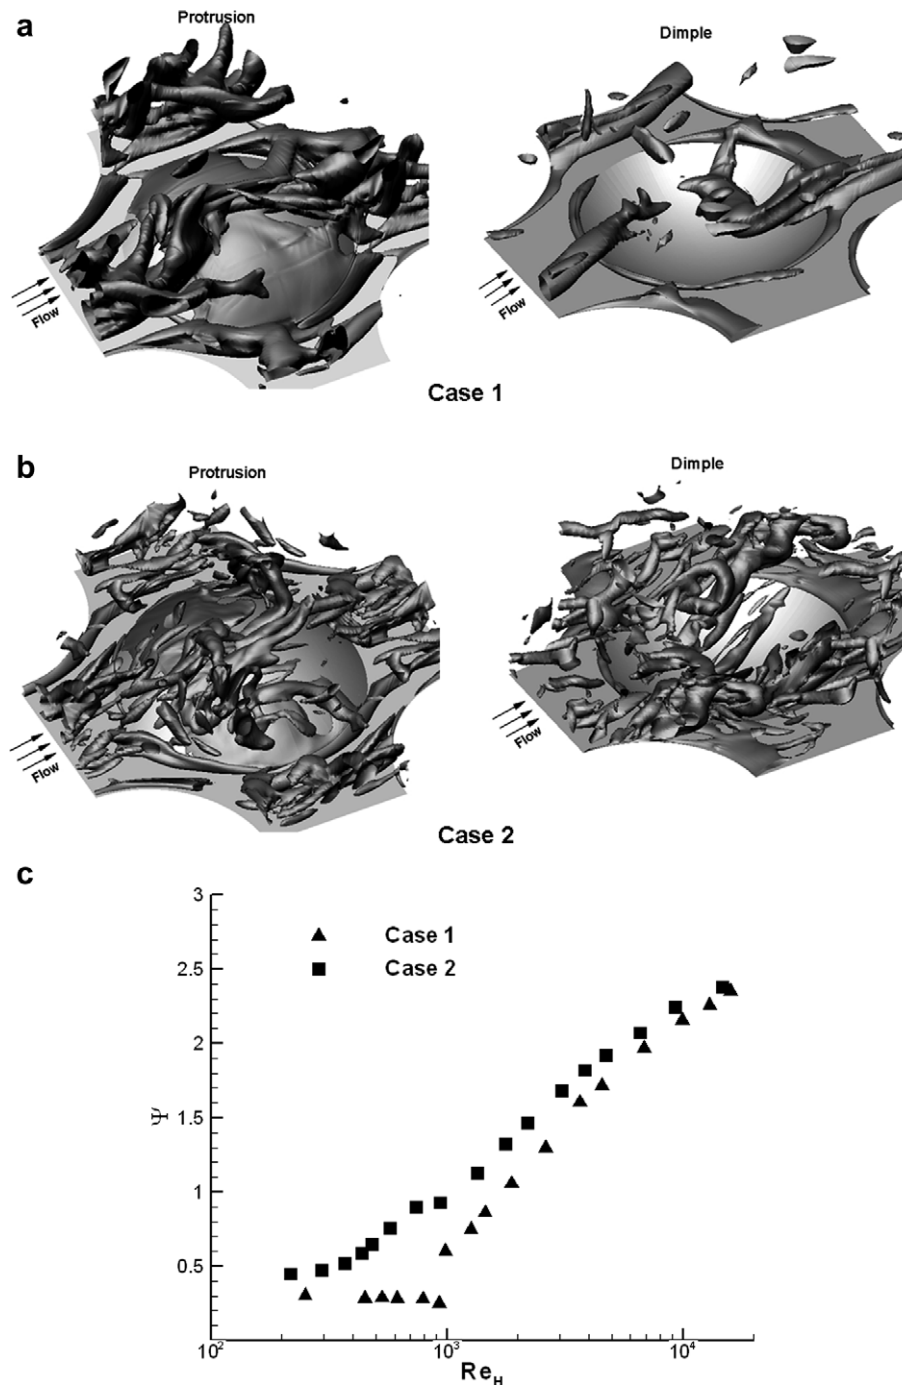 a
Protrusion
Dimple
Flow
Flow
Case 1
b
Protrusion
Dimple
Flow
Flow
Case 2
c
3
2.5
2
1.5
1
0.5
Ψ
Case 1
Case 2
10² 10³ 10⁴
Re_H